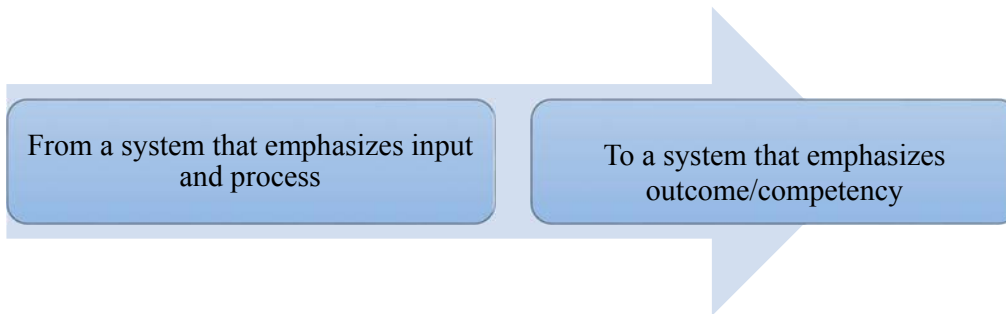 From a system that emphasizes input
and process
To a system that emphasizes
outcome/competency